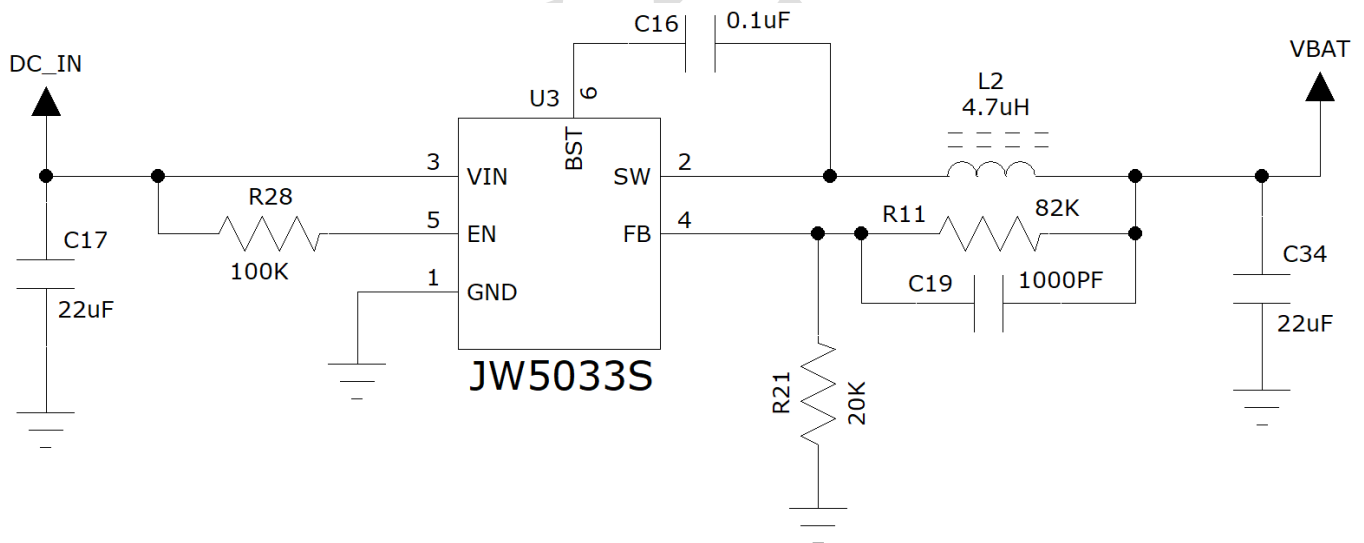 C16
0.1uF
DC_IN
VBAT
L2
4.7uH
U3
6
BST
3
VIN
SW
2
R28
5
EN
FB
4
R11
82K
C17
100K
C34
1
GND
C19
1000PF
22uF
22uF
JW5033S
R21
20K